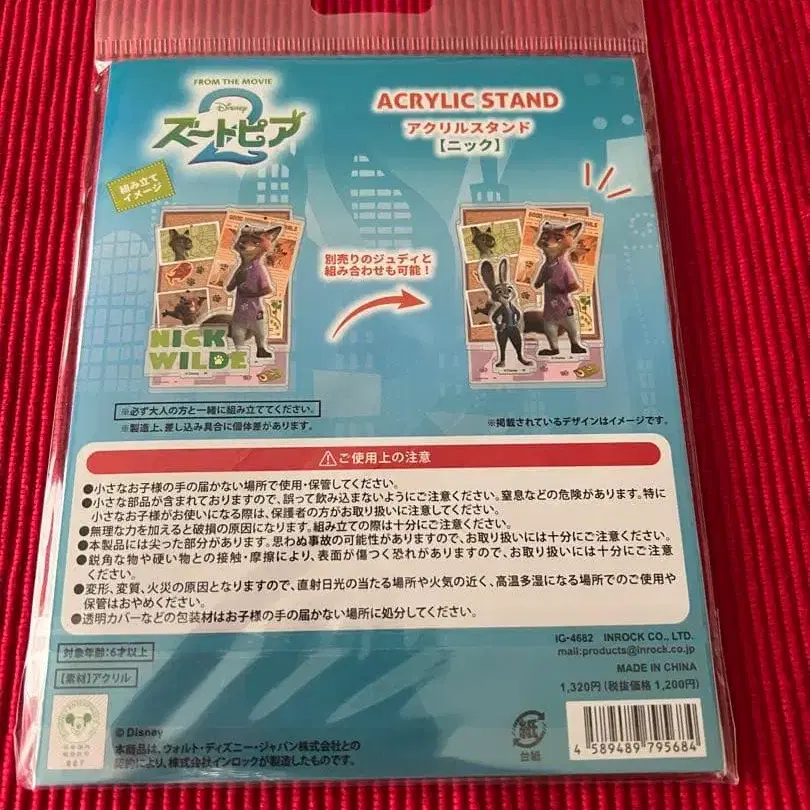 FROM THE MOVIE
Disney
ズートピア
2
ACRYLIC STAND
アクリルスタンド
【ニック】
組み立て
イメージ
別売りのジュディと
組み合わせも可能！
NICK
WILDE
©Disney
©Disney
※必ず大人の方と一緒に組み立ててください。
※製造上、差し込み具合に個体差があります。
※掲載されているデザインはイメージです。
⚠ご使用上の注意
●小さなお子様の手の届かない場所で使用・保管してください。
●小さな部品が含まれておりますので、誤って飲み込まないようにご注意ください。窒息などの危険があります。特に
小さなお子様がお使いになる際は、保護者の方がお取り扱いに注意してください。
●無理な力を加えると破損の原因になります。組み立ての際は十分にご注意ください。
●本製品には尖った部分があります。思わぬ事故の可能性がありますので、お取り扱いには十分ご注意ください。
●鋭角な物や硬い物との接触・摩擦により、表面が傷つく恐れがありますので、お取り扱いには十分にご注意
ください。
●変形、変質、火災の原因となりますので、直射日光の当たる場所や火気の近く、高温多湿になる場所でのご使用や
保管はおやめください。
●透明カバーなどの包装材はお子様の手の届かない場所に処分してください。
IG-4682 INROCK CO., LTD.
mail:products@inrock.co.jp
対象年齢：6才以上
MADE IN CHINA
【素材】アクリル
1,320円（税抜価格 1,200円）
©Disney
本商品は、ウォルト・ディズニー・ジャパン株式会社との
契約により、株式会社インロックが製造したものです。
紙
台紙
4 589489 795684